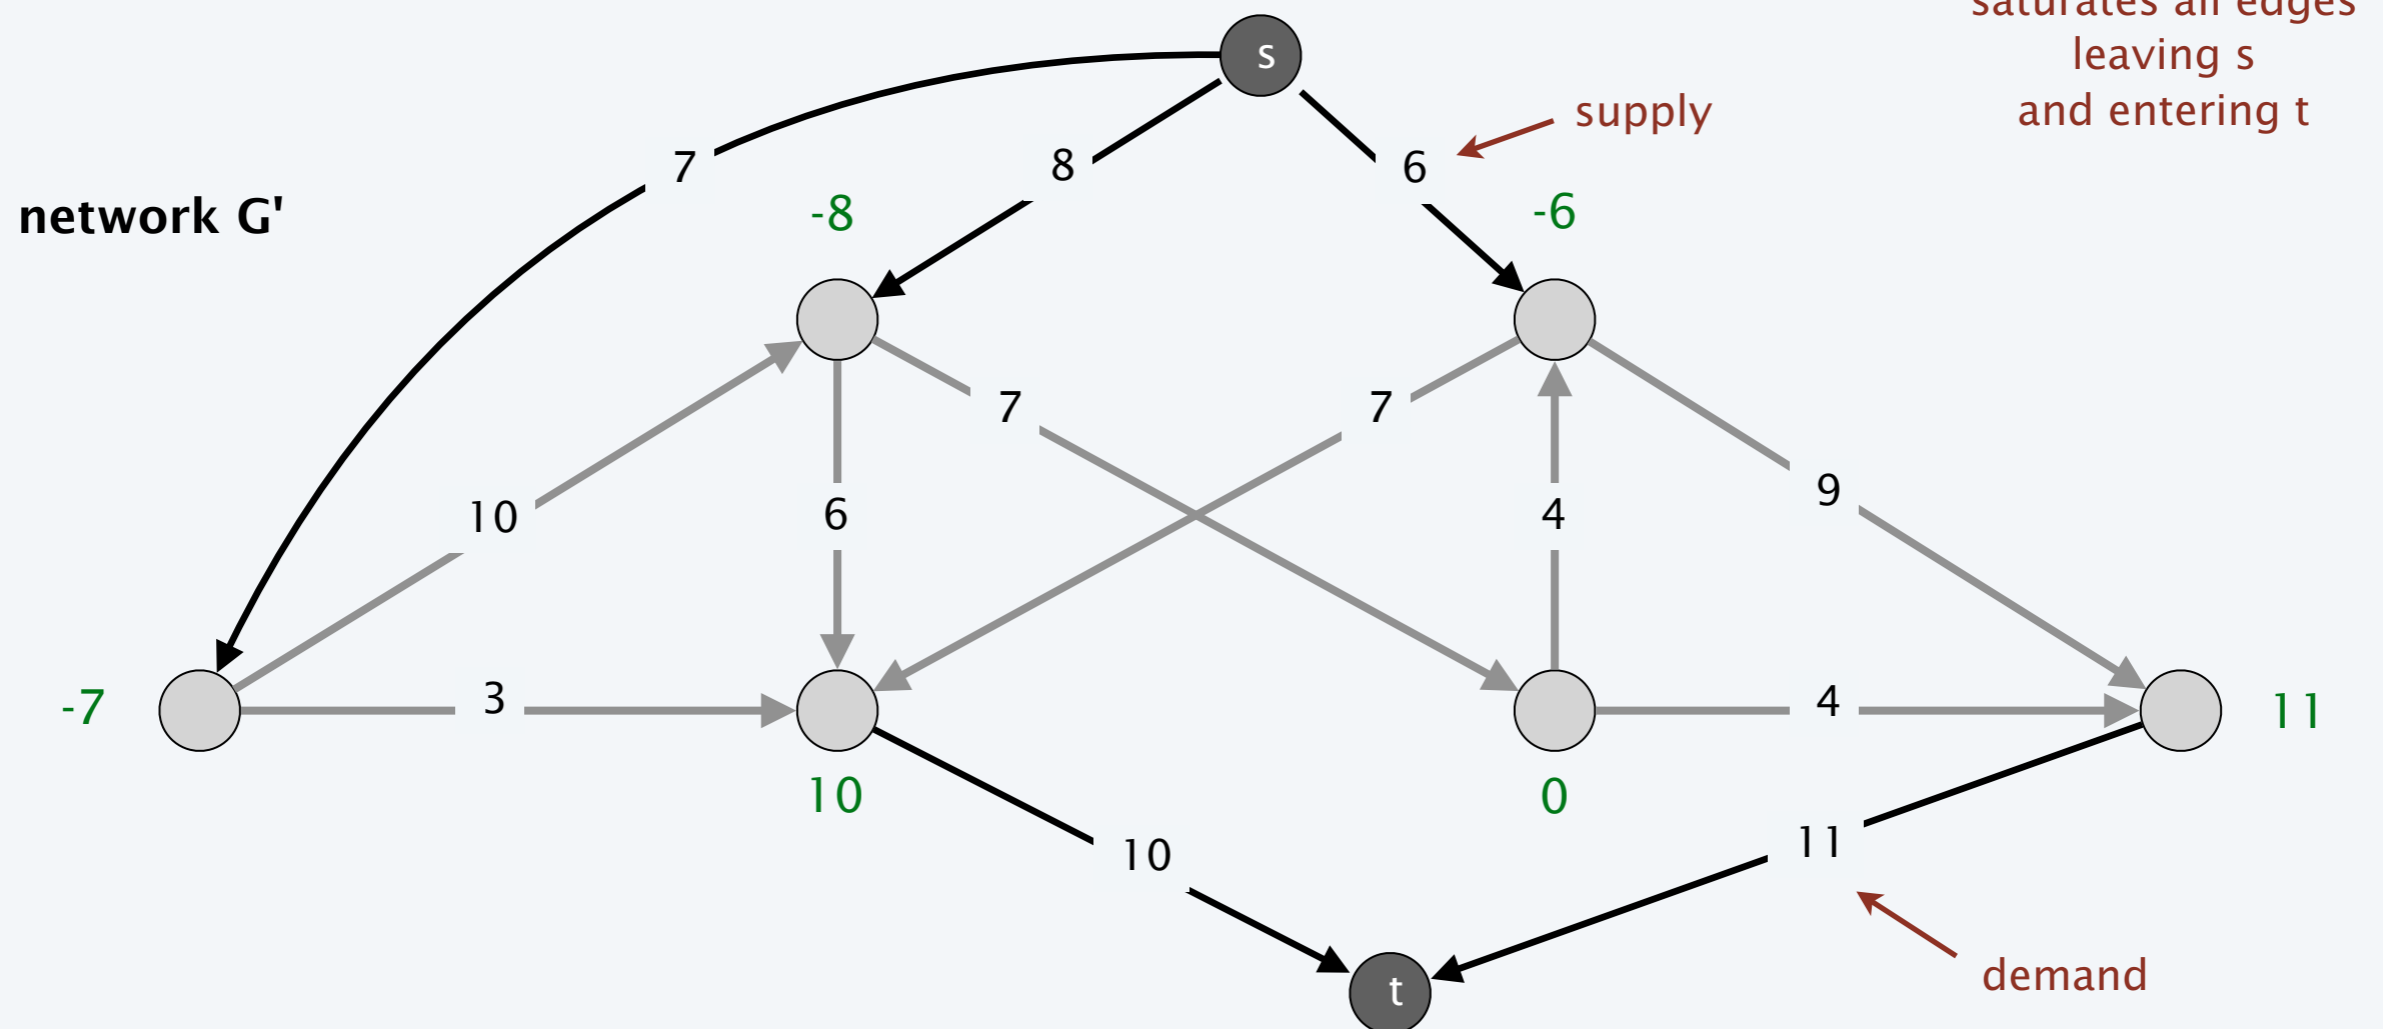 saturates all edges
leaving s
and entering t
s
supply
7
8
6
network G'
-8
-6
7
7
9
10
6
4
-7
3
4
11
10
0
10
11
demand
t